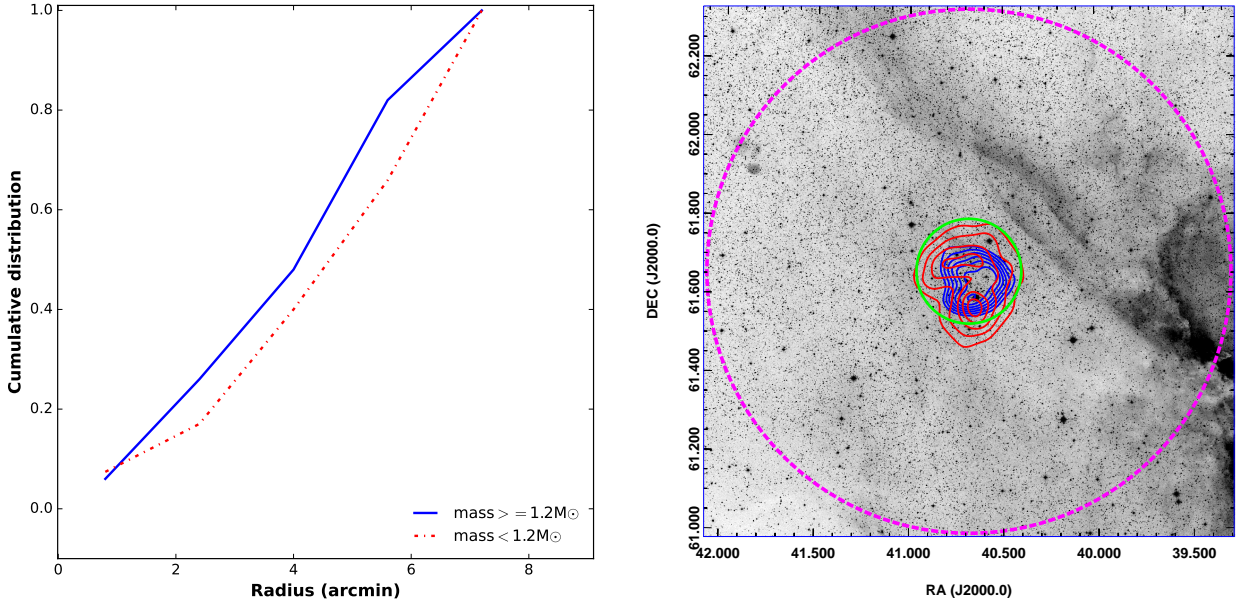 1.0
0.8
0.6
0.4
0.2
0.0
0 2 4 6 8
Cumulative distribution
Radius (arcmin)
mass>=1.2M⊙
mass<1.2M⊙
62.200
62.000
61.800
61.600
61.400
61.200
61.000
42.000 41.500 41.000 40.500 40.000 39.500
DEC (J2000.0)
RA (J2000.0)